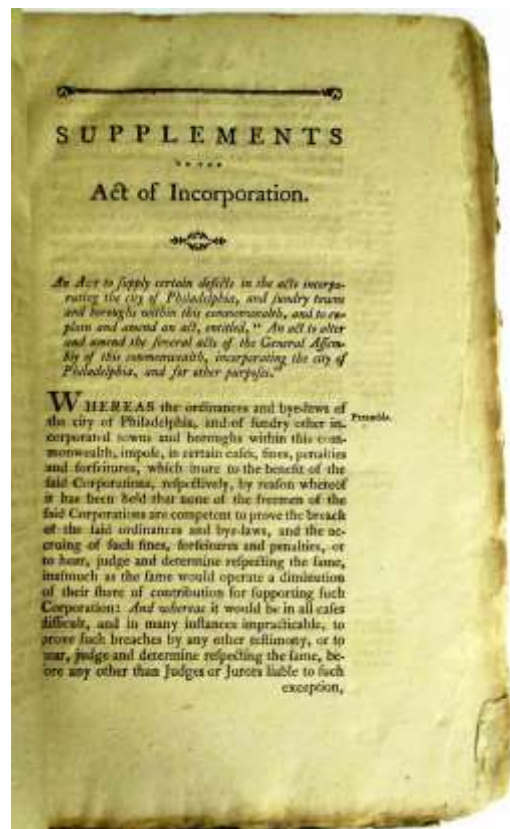 SUPPLEMENTS
TO THE
Act of Incorporation.
An ACT to ſupply certain defects in the acts incorpo-
rating the city of Philadelphia, and ſundry towns
and boroughs within this commonwealth, and to ex-
plain and amend an act, entitled, “ An act to alter
and amend the ſeveral acts of the General Aſſem-
bly of this commonwealth, incorporating the city of
Philadelphia, and for other purpoſes.”
WHEREAS the ordinances and bye-laws of
the city of Philadelphia, and of ſundry other in-
Preamble.
corporated towns and boroughs within this com-
monwealth, impoſe, in certain caſes, fines, penalties
and forfeitures, which inure to the benefit of the
ſaid Corporations, reſpectively, by reaſon whereof
it has been held that none of the freemen of the
ſaid Corporations are competent to prove the breach
of the ſaid ordinances and bye-laws, and the ac-
cruing of ſuch fines, forfeitures and penalties, or
to hear, judge and determine reſpecting the ſame,
inaſmuch as the ſame would operate a diminution
of their ſhare of contribution for ſupporting ſuch
Corporation: And whereas it would be in all caſes
difficult, and in many inſtances impracticable, to
prove ſuch breaches by any other teſtimony, or to
hear, judge and determine reſpecting the ſame, be-
fore any other than Judges or Jurors liable to ſuch
exception,